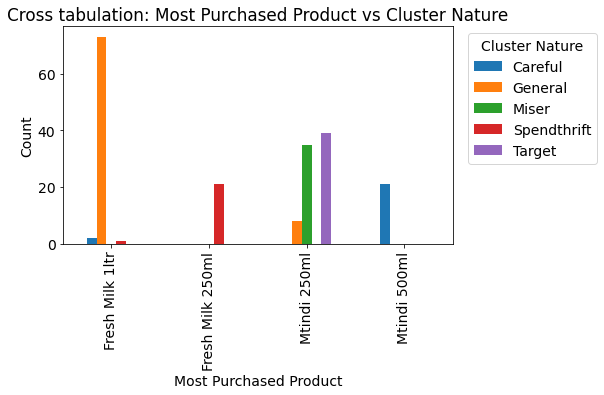 Cross tabulation: Most Purchased Product vs Cluster Nature
Cluster Nature
Careful
General
Miser
Spendthrift
Target
Count
60
40
20
0
Fresh Milk 1ltr
Fresh Milk 250ml
Mtindi 250ml
Mtindi 500ml
Most Purchased Product